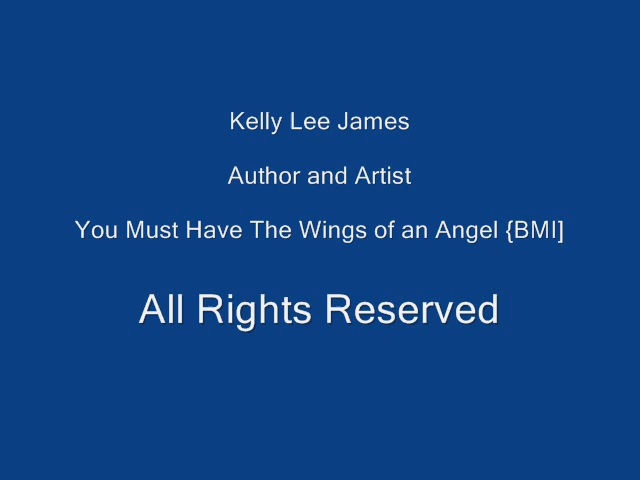 Kelly Lee James
Author and Artist
You Must Have The Wings of an Angel {BMI]
All Rights Reserved